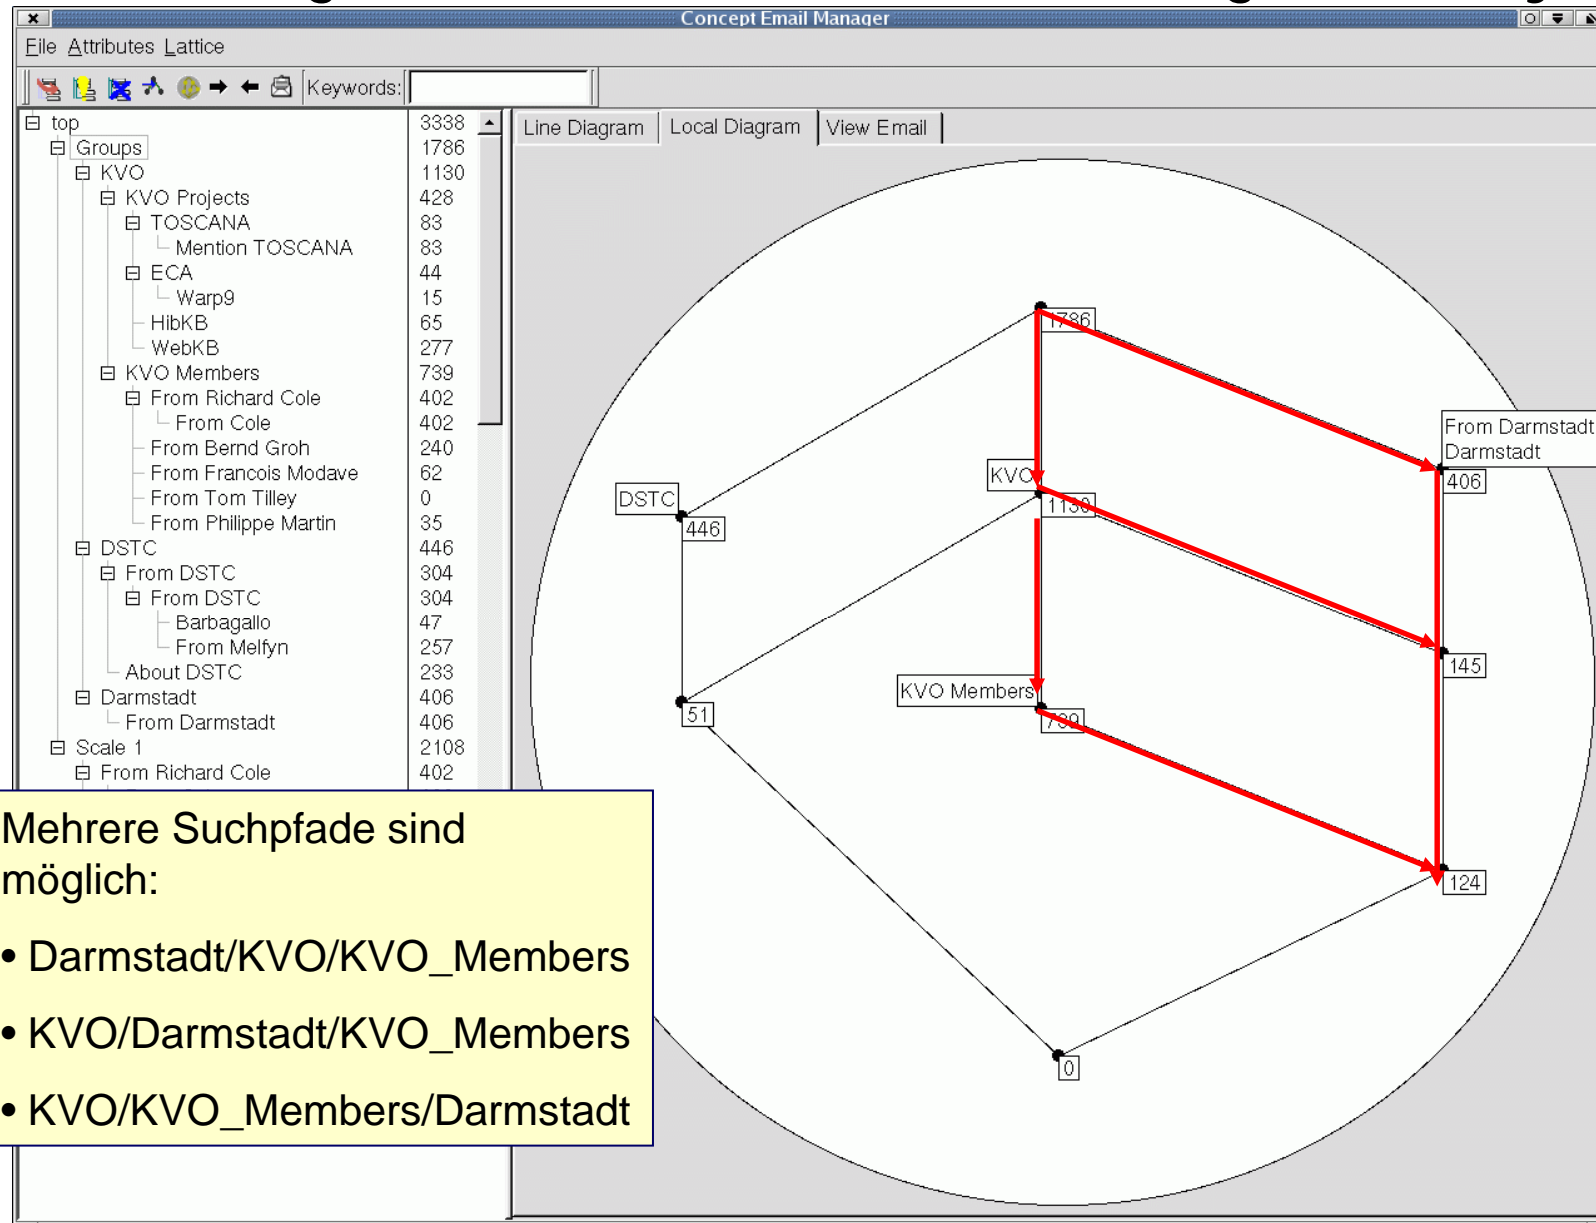 Concept Email Manager
File Attributes Lattice
Keywords:
top 3338
Groups 1786
KVO 1130
KVO Projects 428
TOSCANA 83
Mention TOSCANA 83
ECA 44
Warp9 15
HibKB 65
WebKB 277
KVO Members 739
From Richard Cole 402
From Cole 402
From Bernd Groh 240
From Francois Modave 62
From Tom Tilley 0
From Philippe Martin 35
DSTC 446
From DSTC 304
From DSTC 304
Barbagallo 47
From Melfyn 257
About DSTC 233
Darmstadt 406
From Darmstadt 406
Scale 1 2108
From Richard Cole 402
Line Diagram Local Diagram View Email
1786
From Darmstadt
Darmstadt
406
KVO
1130
DSTC
446
145
KVO Members
739
51
124
0
Mehrere Suchpfade sind
möglich:
• Darmstadt/KVO/KVO_Members
• KVO/Darmstadt/KVO_Members
• KVO/KVO_Members/Darmstadt